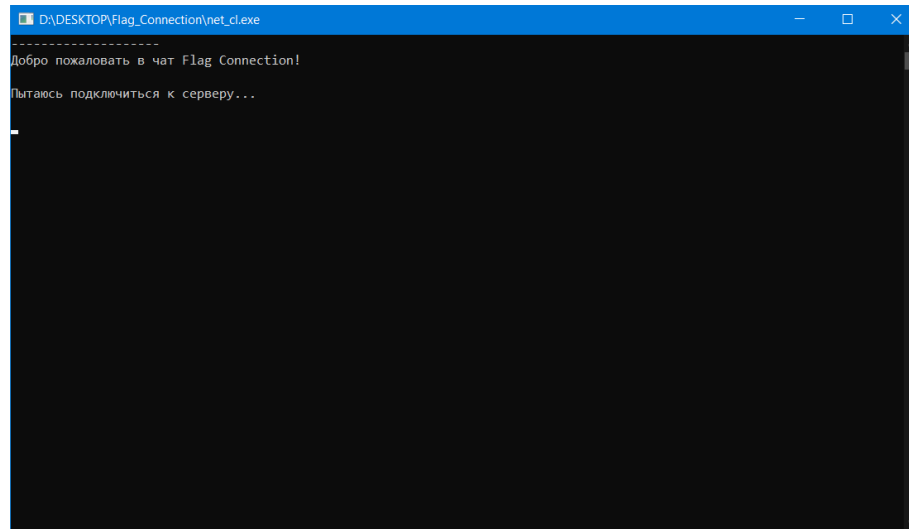 D:\DESKTOP\Flag_Connection\net_cl.exe
--------------------
Добро пожаловать в чат Flag Connection!
Пытаюсь подключиться к серверу...